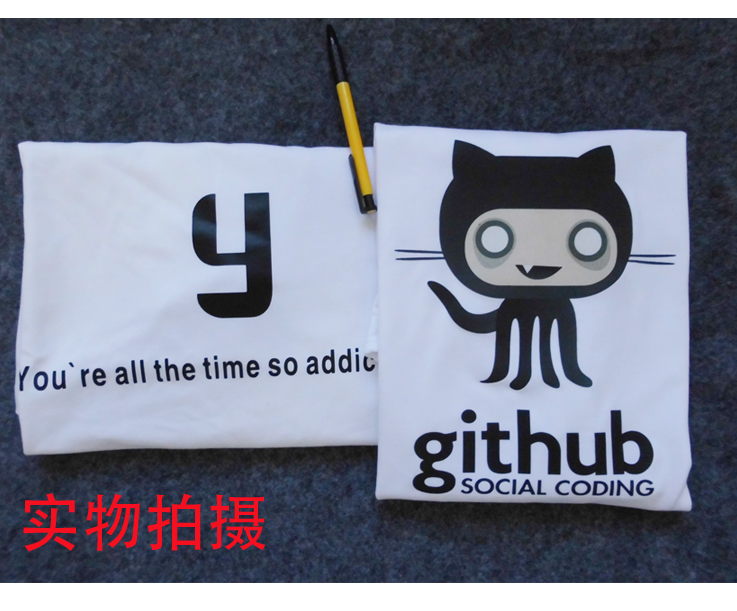 y
You`re all the time so addic
github
SOCIAL CODING
实物拍摄